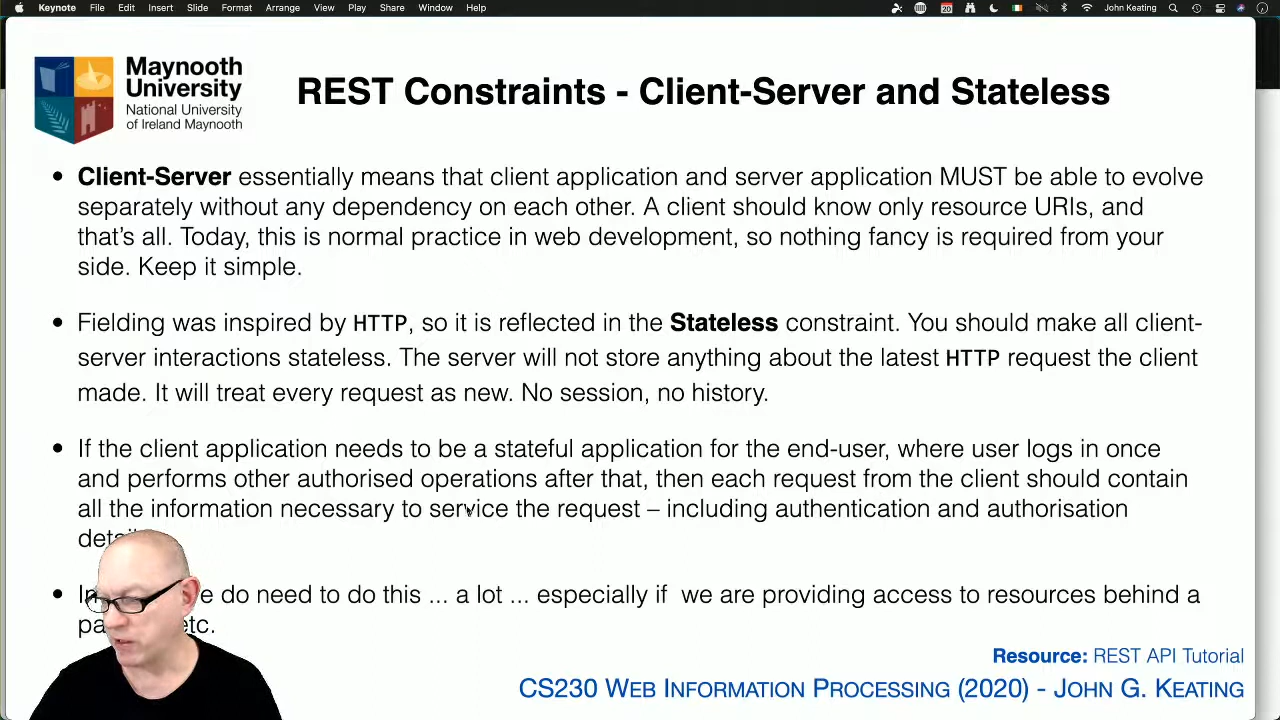 Keynote File Edit Insert Slide Format Arrange View Play Share Window Help 20 John Keating
Maynooth
University
National University
of Ireland Maynooth
REST Constraints - Client-Server and Stateless
• Client-Server essentially means that client application and server application MUST be able to evolve
separately without any dependency on each other. A client should know only resource URIs, and
that's all. Today, this is normal practice in web development, so nothing fancy is required from your
side. Keep it simple.
• Fielding was inspired by HTTP, so it is reflected in the Stateless constraint. You should make all client-
server interactions stateless. The server will not store anything about the latest HTTP request the client
made. It will treat every request as new. No session, no history.
• If the client application needs to be a stateful application for the end-user, where user logs in once
and performs other authorised operations after that, then each request from the client should contain
all the information necessary to service the request – including authentication and authorisation
• do need to do this ... a lot ... especially if we are providing access to resources behind a
etc.
Resource: REST API Tutorial
CS230 Web Information Processing (2020) - John G. Keating